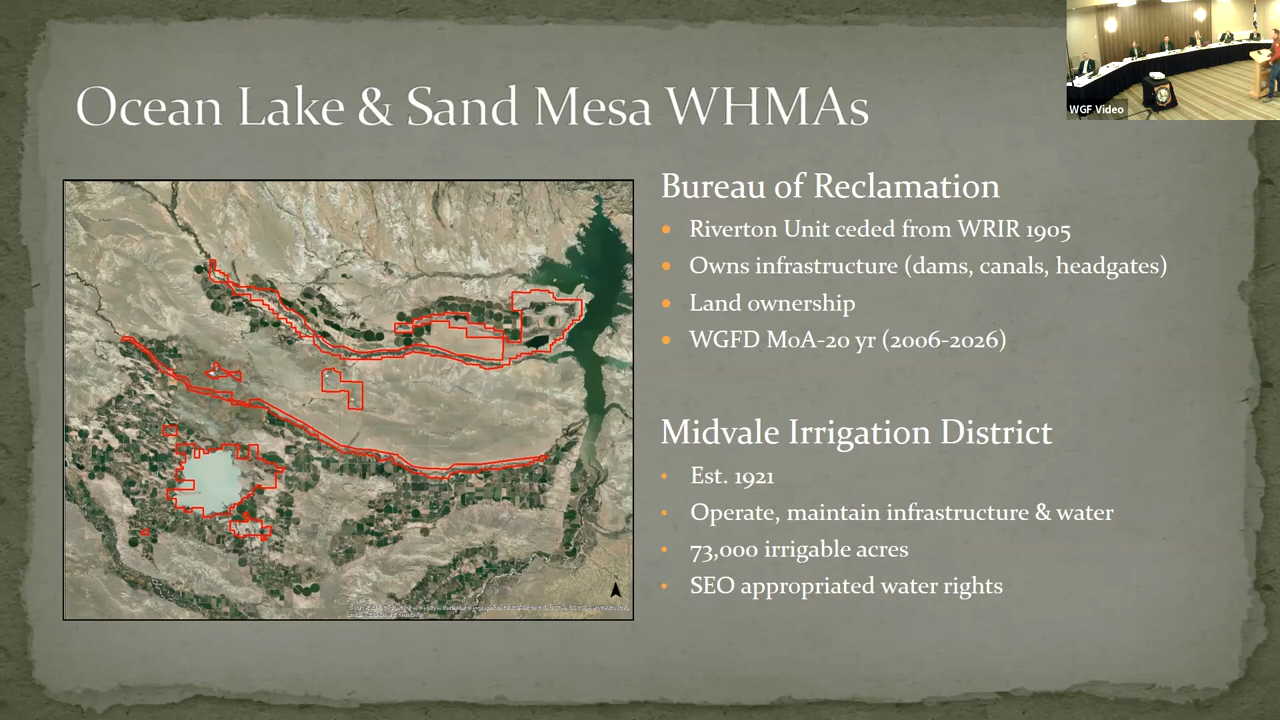 Ocean Lake & Sand Mesa WHMAs
WGF Video
Bureau of Reclamation
Riverton Unit ceded from WRIR 1905
Owns infrastructure (dams, canals, headgates)
Land ownership
WGFD MoA-20 yr (2006-2026)
Midvale Irrigation District
Est. 1921
Operate, maintain infrastructure & water
73,000 irrigable acres
SEO appropriated water rights